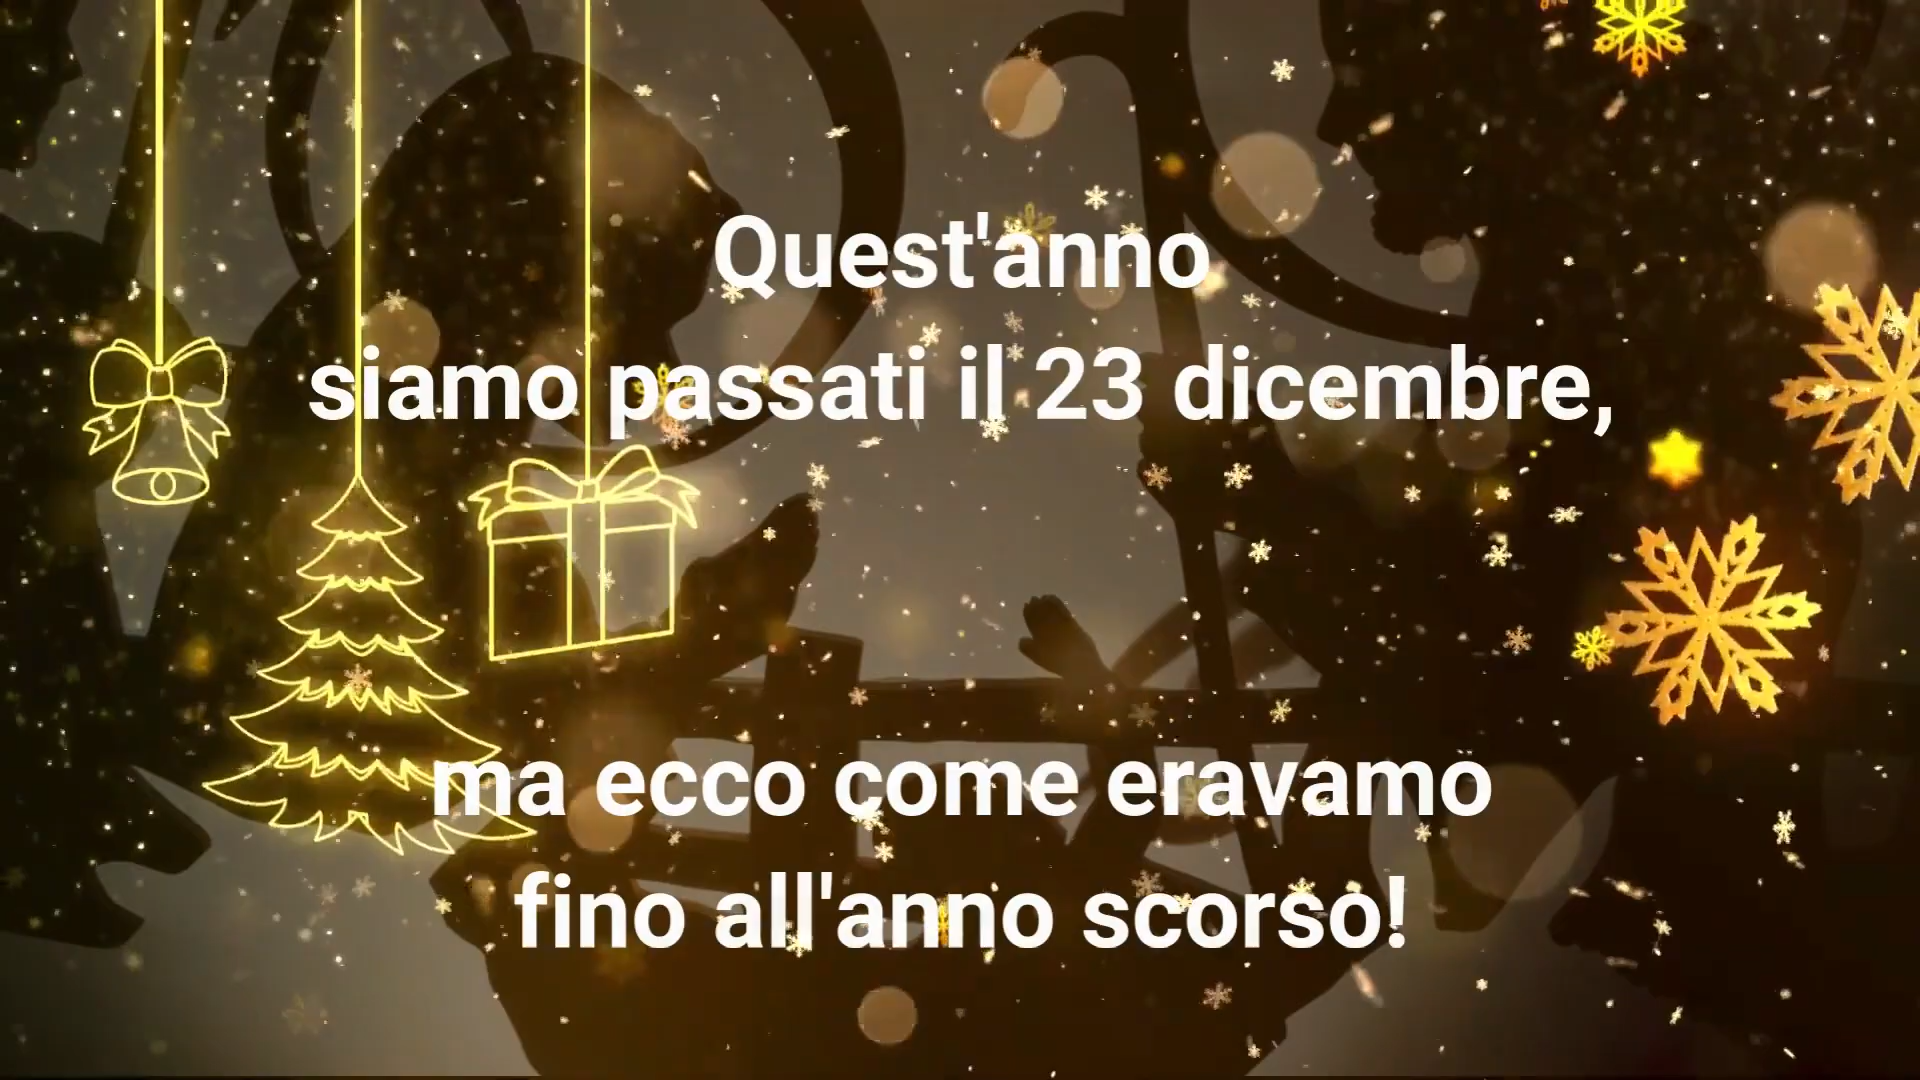 Quest'anno
siamo passati il 23 dicembre,
ma ecco come eravamo
fino all'anno scorso!